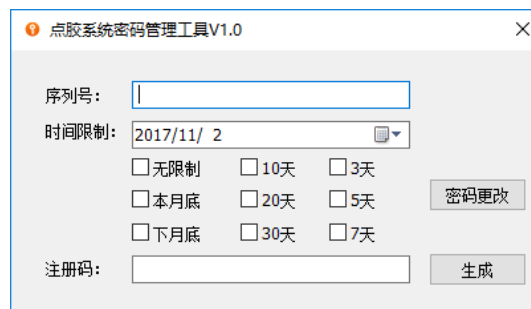 点胶系统密码管理工具V1.0
序列号:
时间限制: 2017/11/ 2
无限制 10天 3天
本月底 20天 5天 密码更改
下月底 30天 7天
注册码: 生成